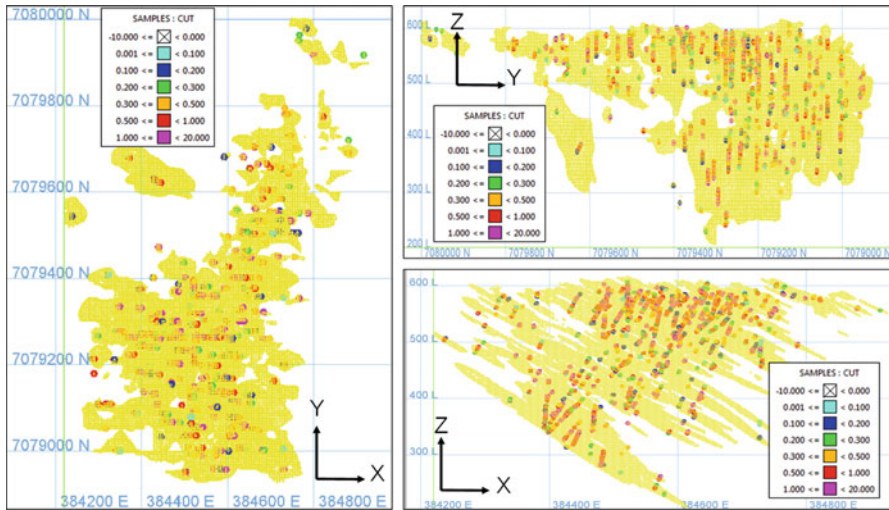 7080000 N
SAMPLES : CUT
-10.000 <= < 0.000
0.001 <= < 0.100
0.100 <= < 0.200
0.200 <= < 0.300
0.300 <= < 0.500
0.500 <= < 1.000
1.000 <= < 20.000
7079800 N
7079600 N
7079400 N
7079200 N
7079000 N
Y
X
384200 E
384400 E
384600 E
384800 E
600 L
Z
Y
500 L
400 L
300 L
200 L
SAMPLES : CUT
-10.000 <= < 0.000
0.001 <= < 0.100
0.100 <= < 0.200
0.200 <= < 0.300
0.300 <= < 0.500
0.500 <= < 1.000
1.000 <= < 20.000
7080000 N
7079800 N
7079600 N
7079400 N
7079200 N
7079000 N
600 L
500 L
400 L
300 L
SAMPLES : CUT
-10.000 <= < 0.000
0.001 <= < 0.100
0.100 <= < 0.200
0.200 <= < 0.300
0.300 <= < 0.500
0.500 <= < 1.000
1.000 <= < 20.000
Z
X
384200 E
384400 E
384600 E
384800 E